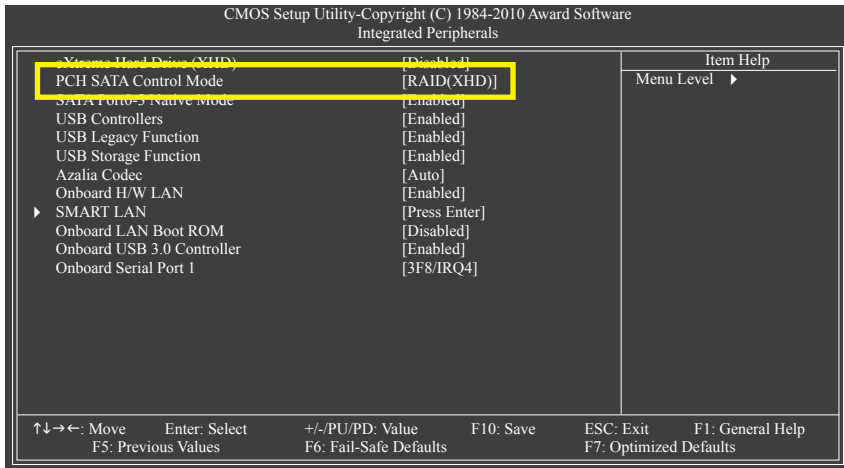 CMOS Setup Utility-Copyright (C) 1984-2010 Award Software
Integrated Peripherals
eXtreme Hard Drive (XHD) [Disabled]
PCH SATA Control Mode [RAID(XHD)]
SATA Port0-3 Native Mode [Enabled]
USB Controllers [Enabled]
USB Legacy Function [Enabled]
USB Storage Function [Enabled]
Azalia Codec [Auto]
Onboard H/W LAN [Enabled]
SMART LAN [Press Enter]
Onboard LAN Boot ROM [Disabled]
Onboard USB 3.0 Controller [Enabled]
Onboard Serial Port 1 [3F8/IRQ4]
Item Help
Menu Level
↑↓→←: Move Enter: Select +/-/PU/PD: Value F10: Save ESC: Exit F1: General Help
F5: Previous Values F6: Fail-Safe Defaults F7: Optimized Defaults